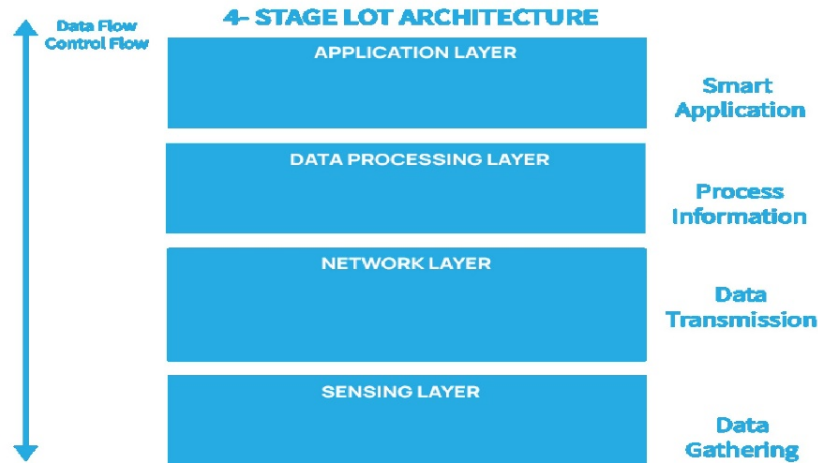 4- STAGE LOT ARCHITECTURE
Data Flow
Control Flow
APPLICATION LAYER
Smart
Application
DATA PROCESSING LAYER
Process
Information
NETWORK LAYER
Data
Transmission
SENSING LAYER
Data
Gathering